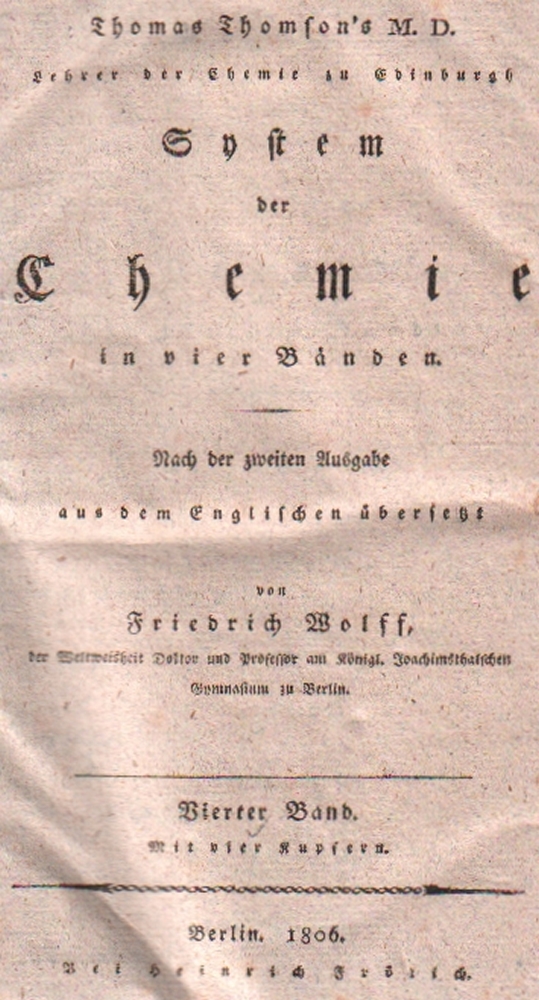 Thomas Thomson's M. D.
Lehrer der Chemie zu Edinburgh
System
der
Chemie
in vier Bänden.
Nach der zweiten Ausgabe
aus dem Englischen übersetzt
von
Friedrich Wolff,
der Weltweisheit Doktor und Professor am Königl. Joachimsthalschen
Gymnasium zu Berlin.
Vierter Band.
Mit vier Kupfern.
Berlin. 1806.
Bei Heinrich Frölich.